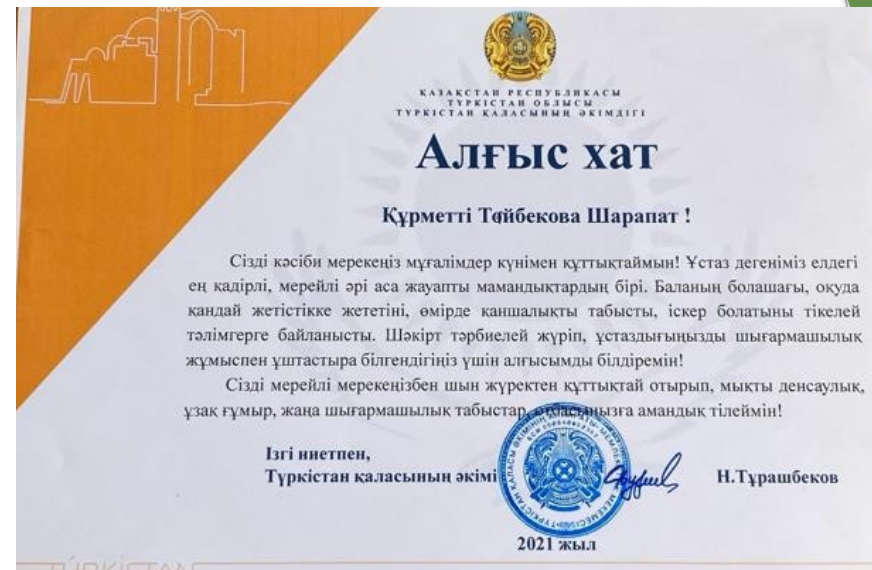 ҚАЗАҚСТАН РЕСПУБЛИКАСЫ
ТҮРКІСТАН ОБЛЫСЫ
ТҮРКІСТАН ҚАЛАСЫНЫҢ ӘКІМДІГІ
Алғыс хат
Құрметті Төйбекова Шарапат !
Сізді кәсіби мерекеңіз мұғалімдер күнімен құттықтаймын! Ұстаз дегеніміз елдегі
ең қадірлі, мерейлі әрі аса жауапты мамандықтардың бірі. Баланың болашағы, оқуда
қандай жетістікке жететіні, өмірде қаншалықты табысты, іскер болатыны тікелей
тәлімгерге байланысты. Шәкірт тәрбиелей жүріп, ұстаздығыңызды шығармашылық
жұмыспен ұштастыра білгендігіңіз үшін алғысымды білдіремін!
Сізді мерейлі мерекеңізбен шын жүректен құттықтай отырып, мықты денсаулық,
ұзақ ғұмыр, жаңа шығармашылық табыстар, отбасыңызға амандық тілеймін!
Ізгі ниетпен,
Түркістан қаласының әкімі Н.Тұрашбеков
2021 жыл
TÚRKİSTAN